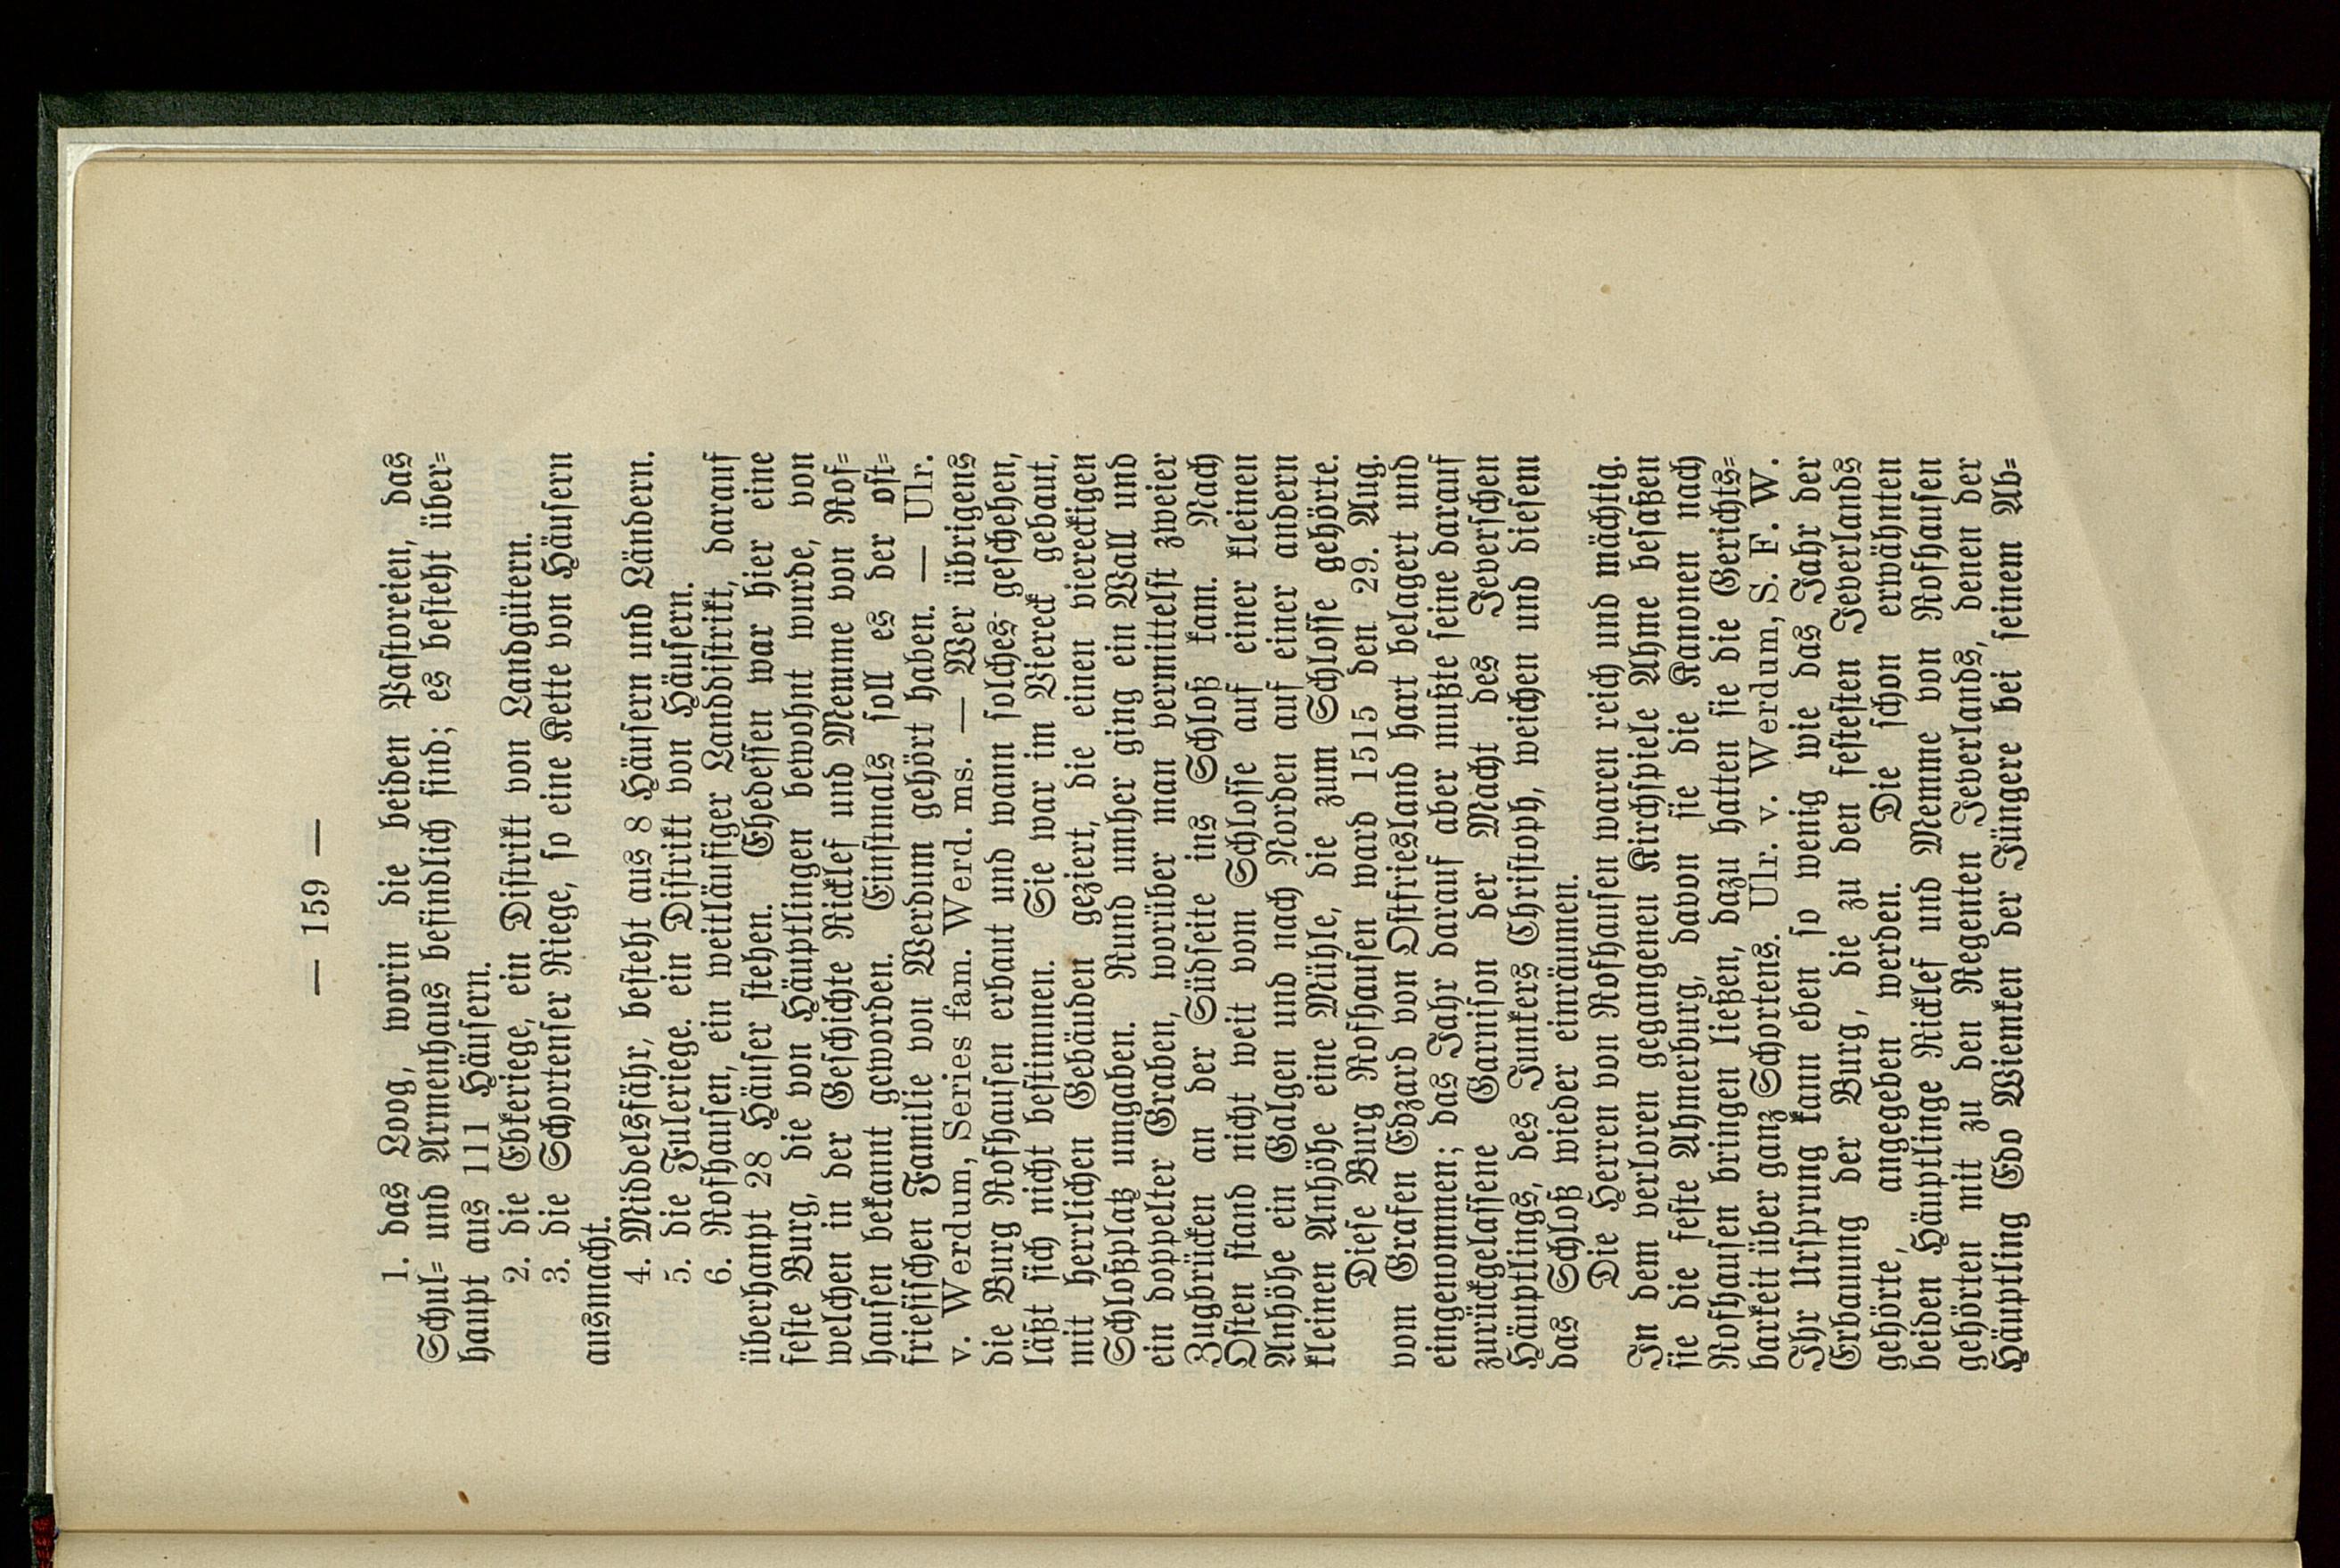 — 159 —
1. das Loog, worin die beiden Pastoreien, das
Schul= und Armenhaus befindlich sind; es besteht über=
haupt aus 111 Häusern.
2. die Ebkeriege, ein Distrikt von Landgütern.
3. die Schortenser Riege, so eine Kette von Häusern
ausmacht.
4. Middelsfähr, besteht aus 8 Häusern und Ländern.
5. die Fuleriege. ein Distrikt von Häusern.
6. Rofhausen, ein weitläufiger Landdistrikt, darauf
überhaupt 28 Häuser stehen. Ehedessen war hier eine
feste Burg, die von Häuptlingen bewohnt wurde, von
welchen in der Geschichte Ricklef und Memme von Rof=
hausen bekannt geworden. Einstmals soll es der ost=
friesischen Familie von Werdum gehört haben. — Ulr.
v. Werdum, Series fam. Werd. ms. — Wer übrigens
die Burg Rofhausen erbaut und wann solches geschehen,
läßt sich nicht bestimmen. Sie war im Viereck gebaut,
mit herrlichen Gebäuden geziert, die einen viereckigen
Schloßplatz umgaben. Rund umher ging ein Wall und
ein doppelter Graben, worüber man vermittelst zweier
Zugbrücken an der Südseite ins Schloß kam. Nach
Osten stand nicht weit vom Schlosse auf einer kleinen
Anhöhe ein Galgen und nach Norden auf einer andern
kleinen Anhöhe eine Mühle, die zum Schlosse gehörte.
Diese Burg Rofhausen ward 1515 den 29. Aug.
vom Grafen Edzard von Ostfriesland hart belagert und
eingenommen; das Jahr darauf aber mußte seine darauf
zurückgelassene Garnison der Macht des Jeverschen
Häuptlings, des Junkers Christoph, weichen und diesem
das Schloß wieder einräumen.
Die Herren von Rofhausen waren reich und mächtig.
In dem verloren gegangenen Kirchspiele Ahme besaßen
sie die feste Ahmerburg, davon sie die Kanonen nach
Rofhausen bringen ließen, dazu hatten sie die Gerichts=
barkeit über ganz Schortens. Ulr. v. Werdum, S. F. W.
Ihr Ursprung kann eben so wenig wie das Jahr der
Erbauung der Burg, die zu den festesten Jeverlands
gehörte, angegeben werden. Die schon erwähnten
beiden Häuptlinge Ricklef und Memme von Rofhausen
gehörten mit zu den Regenten Jeverlands, denen der
Häuptling Edo Wiemken der Jüngere bei seinem Ab=